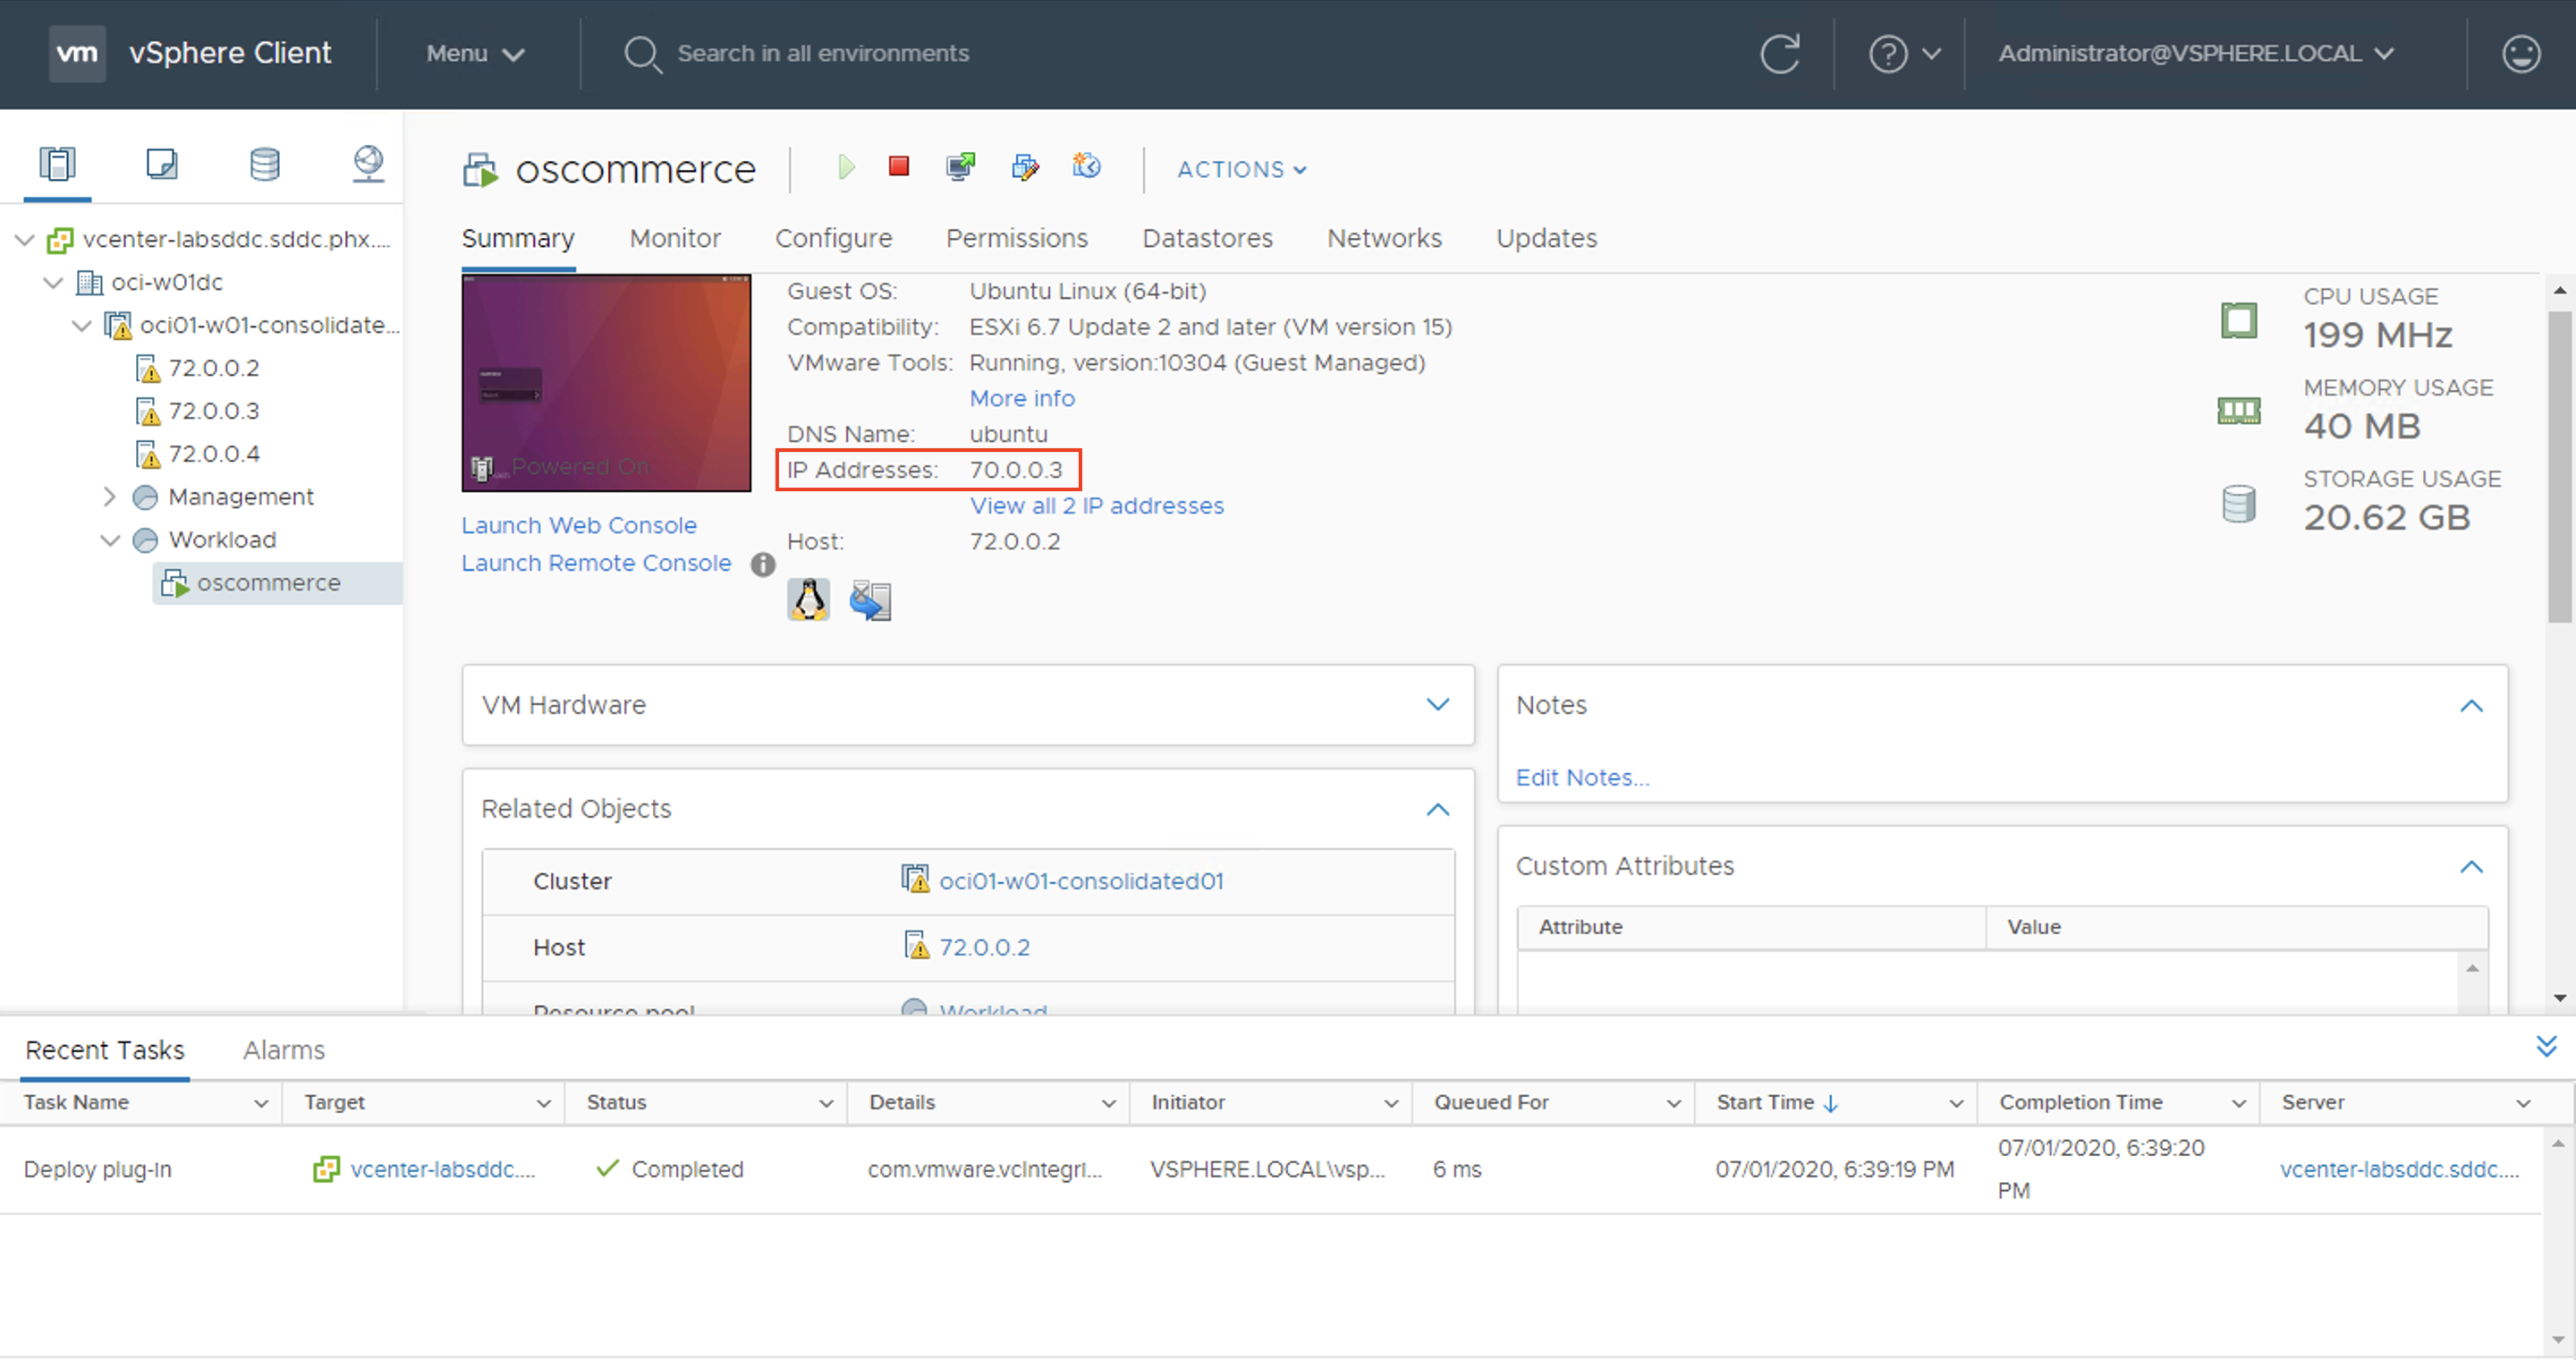 vm vSphere Client Menu Search in all environments Administrator@VSPHERE.LOCAL
oscommerce ACTIONS
Summary Monitor Configure Permissions Datastores Networks Updates
vcenter-labsddc.sddc.phx....
oci-w01dc
oci01-w01-consolidate...
72.0.0.2
72.0.0.3
72.0.0.4
Management
Workload
oscommerce
Powered On
Launch Web Console
Launch Remote Console
Guest OS: Ubuntu Linux (64-bit)
Compatibility: ESXi 6.7 Update 2 and later (VM version 15)
VMware Tools: Running, version:10304 (Guest Managed)
More info
DNS Name: ubuntu
IP Addresses: 70.0.0.3
View all 2 IP addresses
Host: 72.0.0.2
CPU USAGE
199 MHz
MEMORY USAGE
40 MB
STORAGE USAGE
20.62 GB
VM Hardware
Related Objects
Cluster oci01-w01-consolidated01
Host 72.0.0.2
Resource pool Workload
Notes
Edit Notes...
Custom Attributes
Attribute Value
Recent Tasks Alarms
Task Name Target Status Details Initiator Queued For Start Time Completion Time Server
Deploy plug-in vcenter-labsddc.... Completed com.vmware.vcIntegri... VSPHERE.LOCAL\vsp... 6 ms 07/01/2020, 6:39:19 PM 07/01/2020, 6:39:20 PM vcenter-labsddc.sddc....